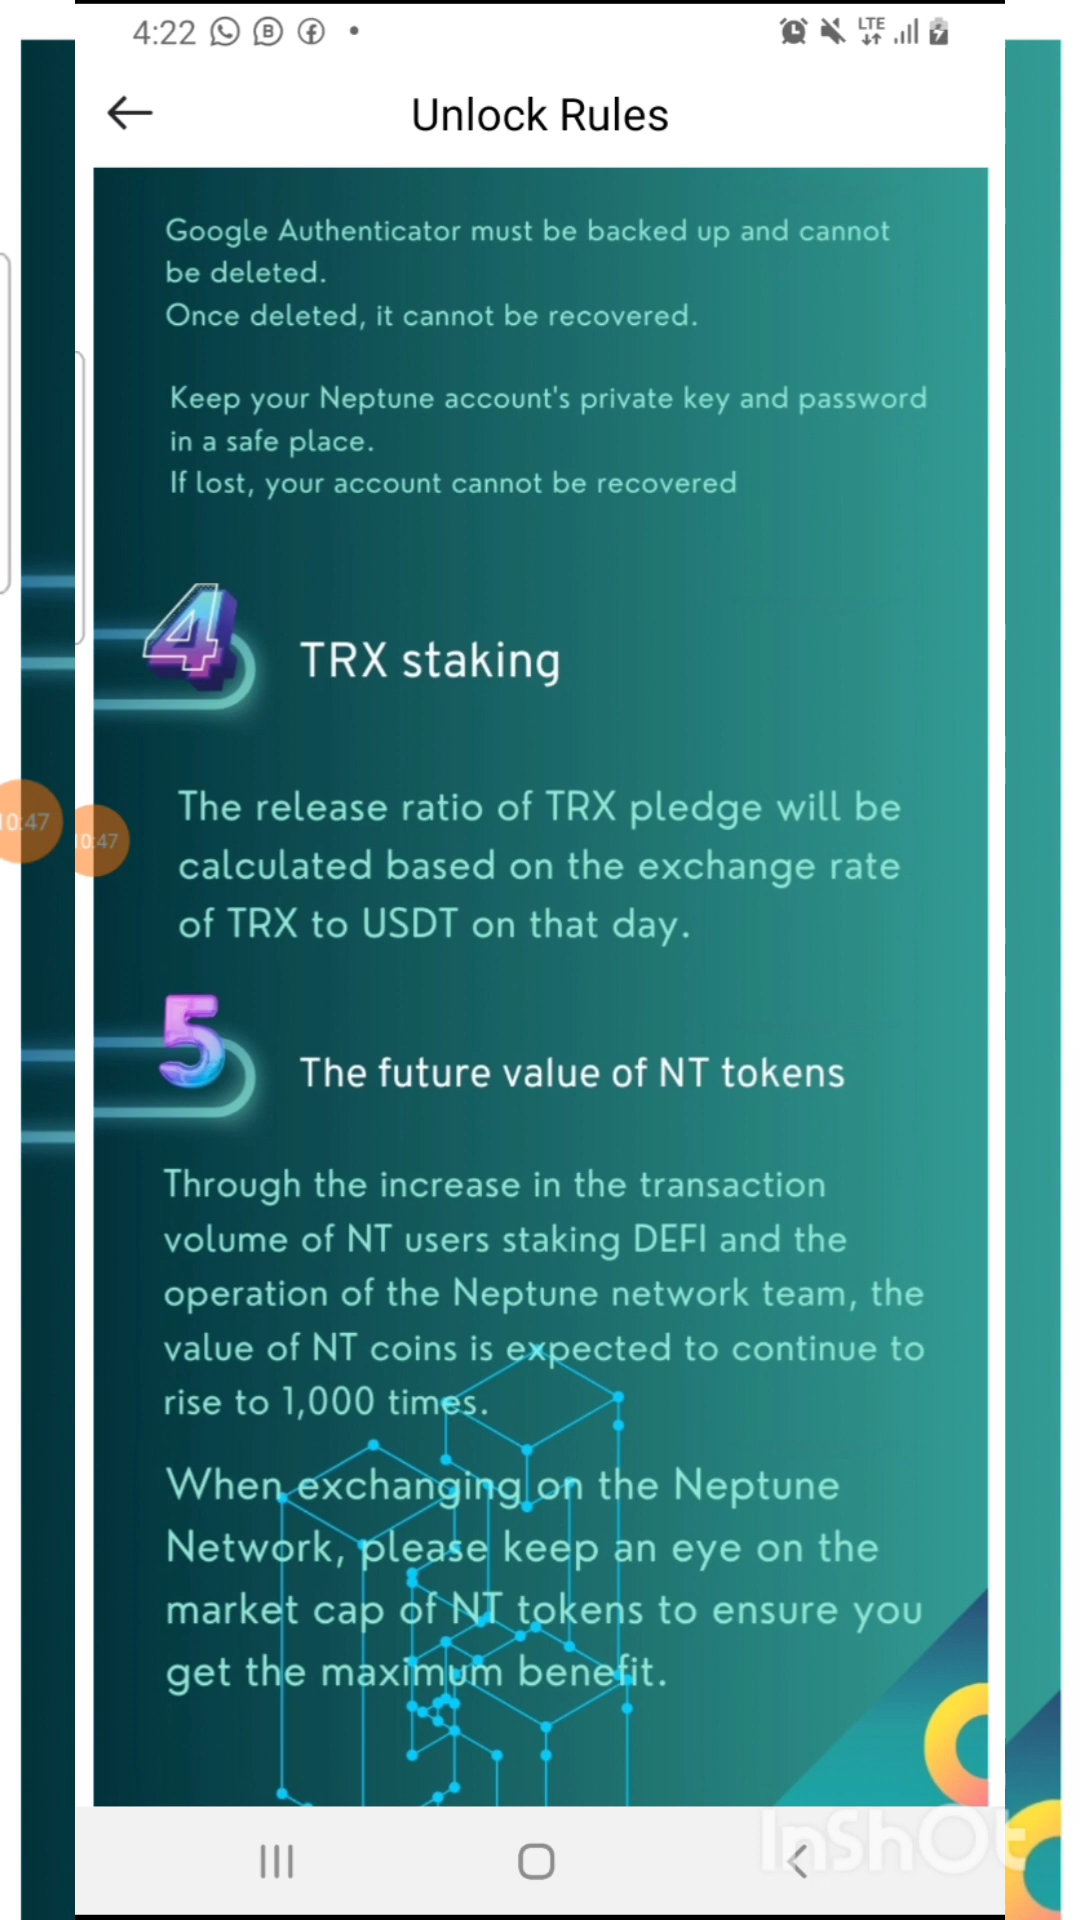 4:22
LTE
Unlock Rules
Google Authenticator must be backed up and cannot
be deleted.
Once deleted, it cannot be recovered.
Keep your Neptune account's private key and password
in a safe place.
If lost, your account cannot be recovered
4
TRX staking
The release ratio of TRX pledge will be
calculated based on the exchange rate
of TRX to USDT on that day.
10:47
10:47
5
The future value of NT tokens
Through the increase in the transaction
volume of NT users staking DEFI and the
operation of the Neptune network team, the
value of NT coins is expected to continue to
rise to 1,000 times.
When exchanging on the Neptune
Network, please keep an eye on the
market cap of NT tokens to ensure you
get the maximum benefit.
InShOt